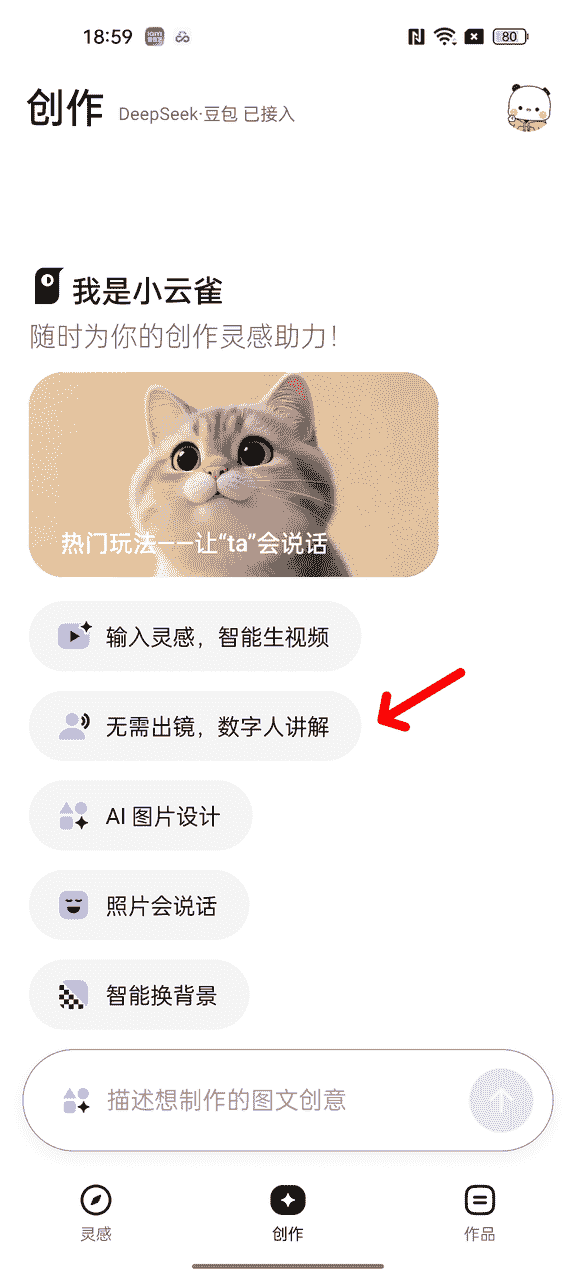 18:59
80
创作 DeepSeek·豆包 已接入
我是小云雀
随时为你的创作灵感助力！
热门玩法——让“ta”会说话
输入灵感，智能生视频
无需出镜，数字人讲解
AI 图片设计
照片会说话
智能换背景
描述想制作的图文创意
灵感
创作
作品